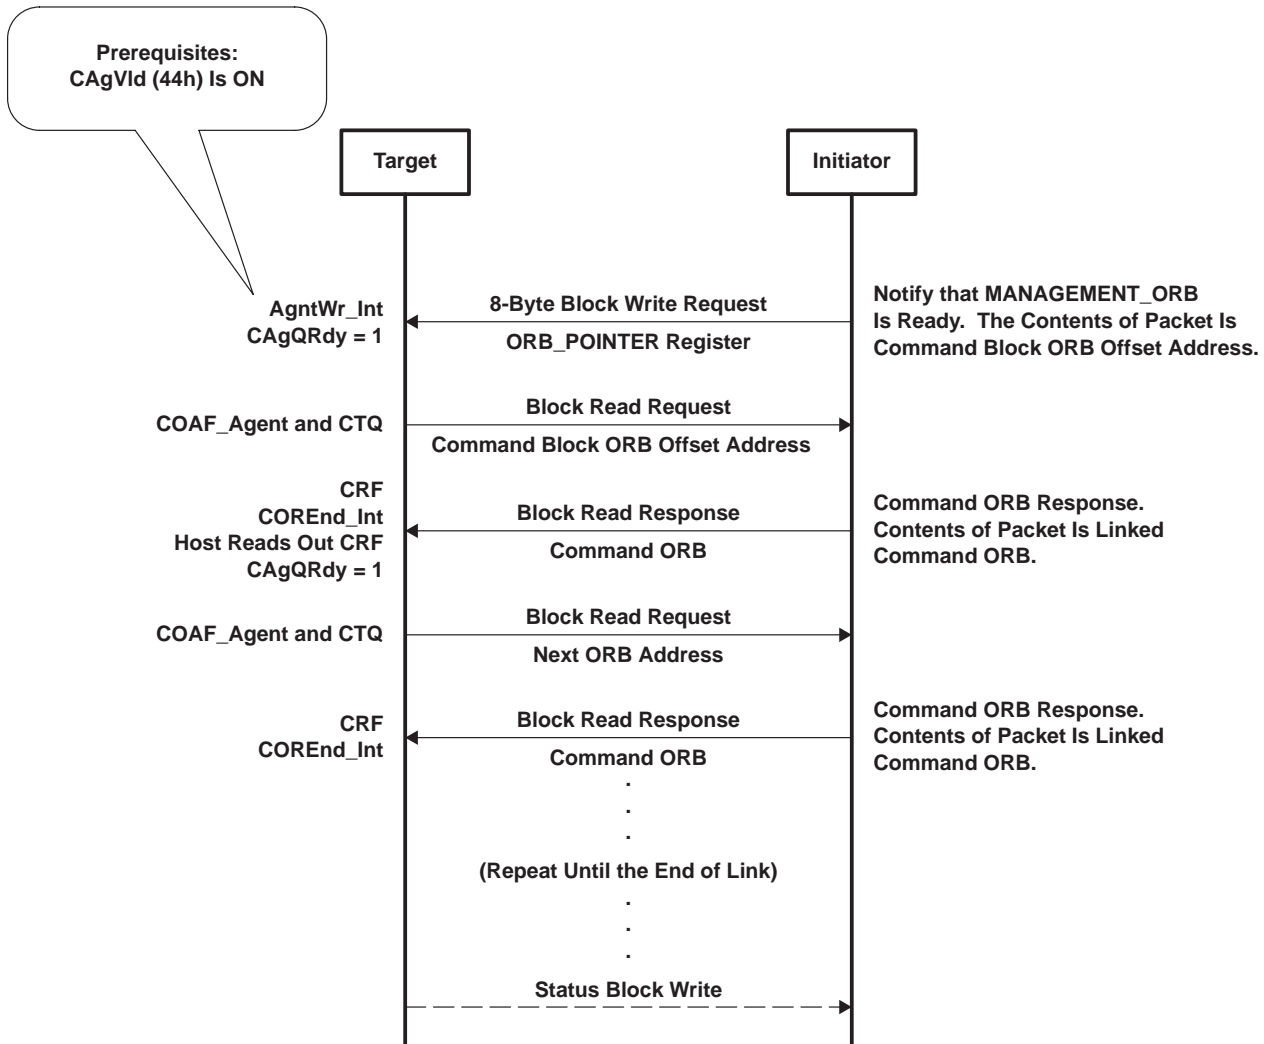 Prerequisites:
CAgVld (44h) Is ON
Target
Initiator
AgntWr_Int
CAgQRdy = 1
8-Byte Block Write Request
ORB_POINTER Register
Notify that MANAGEMENT_ORB
Is Ready. The Contents of Packet Is
Command Block ORB Offset Address.
COAF_Agent and CTQ
Block Read Request
Command Block ORB Offset Address
CRF
COREnd_Int
Host Reads Out CRF
CAgQRdy = 1
Block Read Response
Command ORB
Command ORB Response.
Contents of Packet Is Linked
Command ORB.
COAF_Agent and CTQ
Block Read Request
Next ORB Address
CRF
COREnd_Int
Block Read Response
Command ORB
Command ORB Response.
Contents of Packet Is Linked
Command ORB.
.
.
.
(Repeat Until the End of Link)
.
.
.
Status Block Write